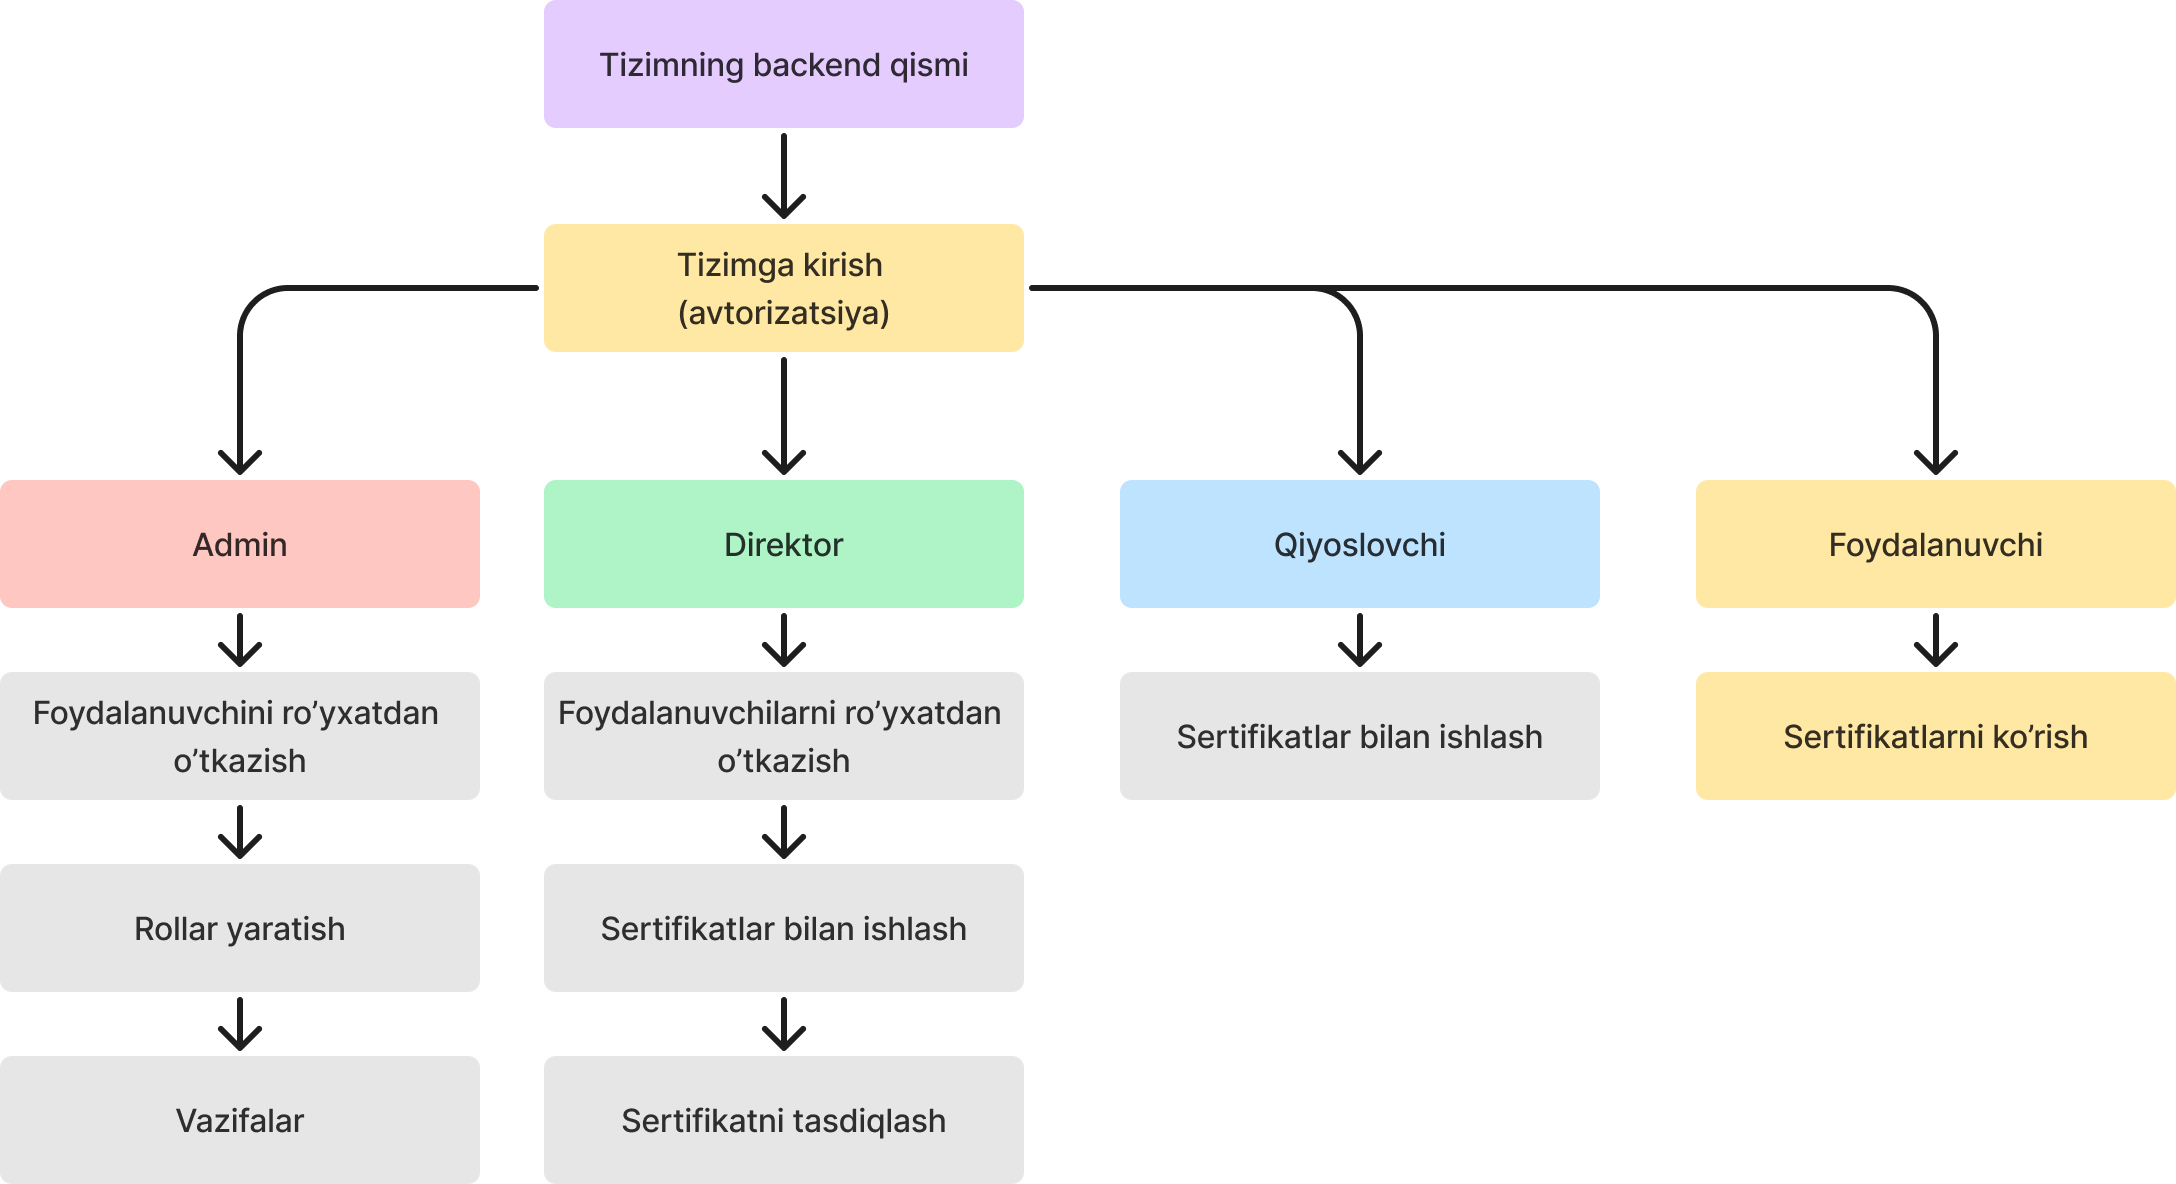 Tizimning backend qismi
Tizimga kirish
(avtorizatsiya)
Admin
Direktor
Qiyoslovchi
Foydalanuvchi
Foydalanuvchini ro’yxatdan
o’tkazish
Foydalanuvchilarni ro’yxatdan
o’tkazish
Sertifikatlar bilan ishlash
Sertifikatlarni ko’rish
Rollar yaratish
Sertifikatlar bilan ishlash
Vazifalar
Sertifikatni tasdiqlash